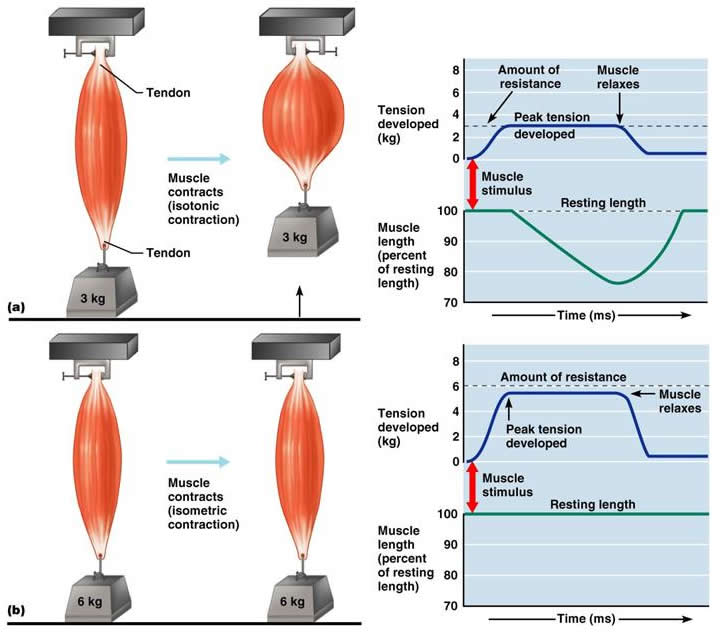 Tendon
Muscle
contracts
(isotonic
contraction)
Tendon
3 kg
3 kg
(a)
Tension
developed
(kg)
8
6
4
2
0
Amount of
resistance
Muscle
relaxes
Peak tension
developed
Muscle
stimulus
Resting length
Muscle
length
(percent
of resting
length)
100
90
80
70
Time (ms)
Muscle
contracts
(isometric
contraction)
6 kg
6 kg
(b)
Tension
developed
(kg)
8
6
4
2
0
Amount of resistance
Muscle
relaxes
Peak tension
developed
Muscle
stimulus
Resting length
Muscle
length
(percent
of resting
length)
100
90
80
70
Time (ms)